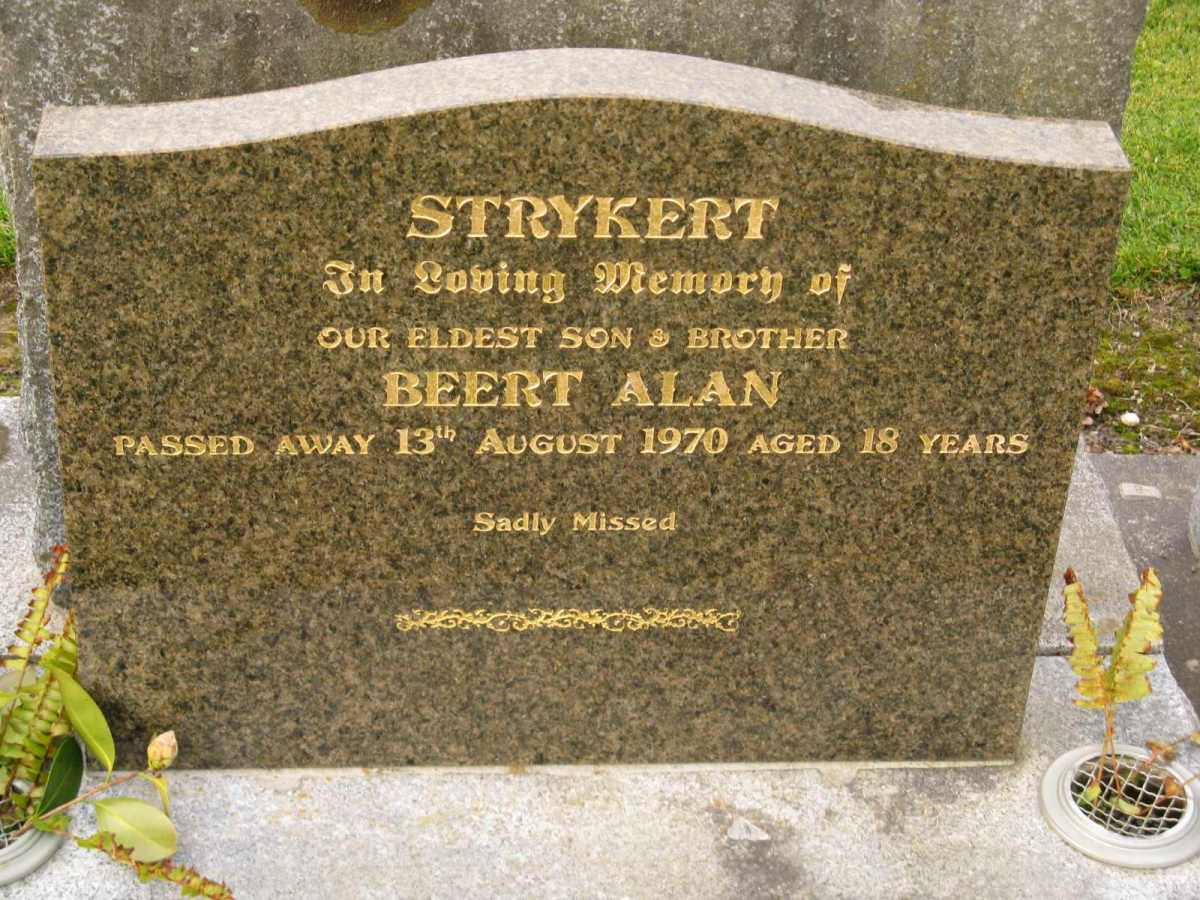 STRYKERT
In Loving Memory of
OUR ELDEST SON & BROTHER
BEERT ALAN
PASSED AWAY 13th AUGUST 1970 AGED 18 YEARS
Sadly Missed